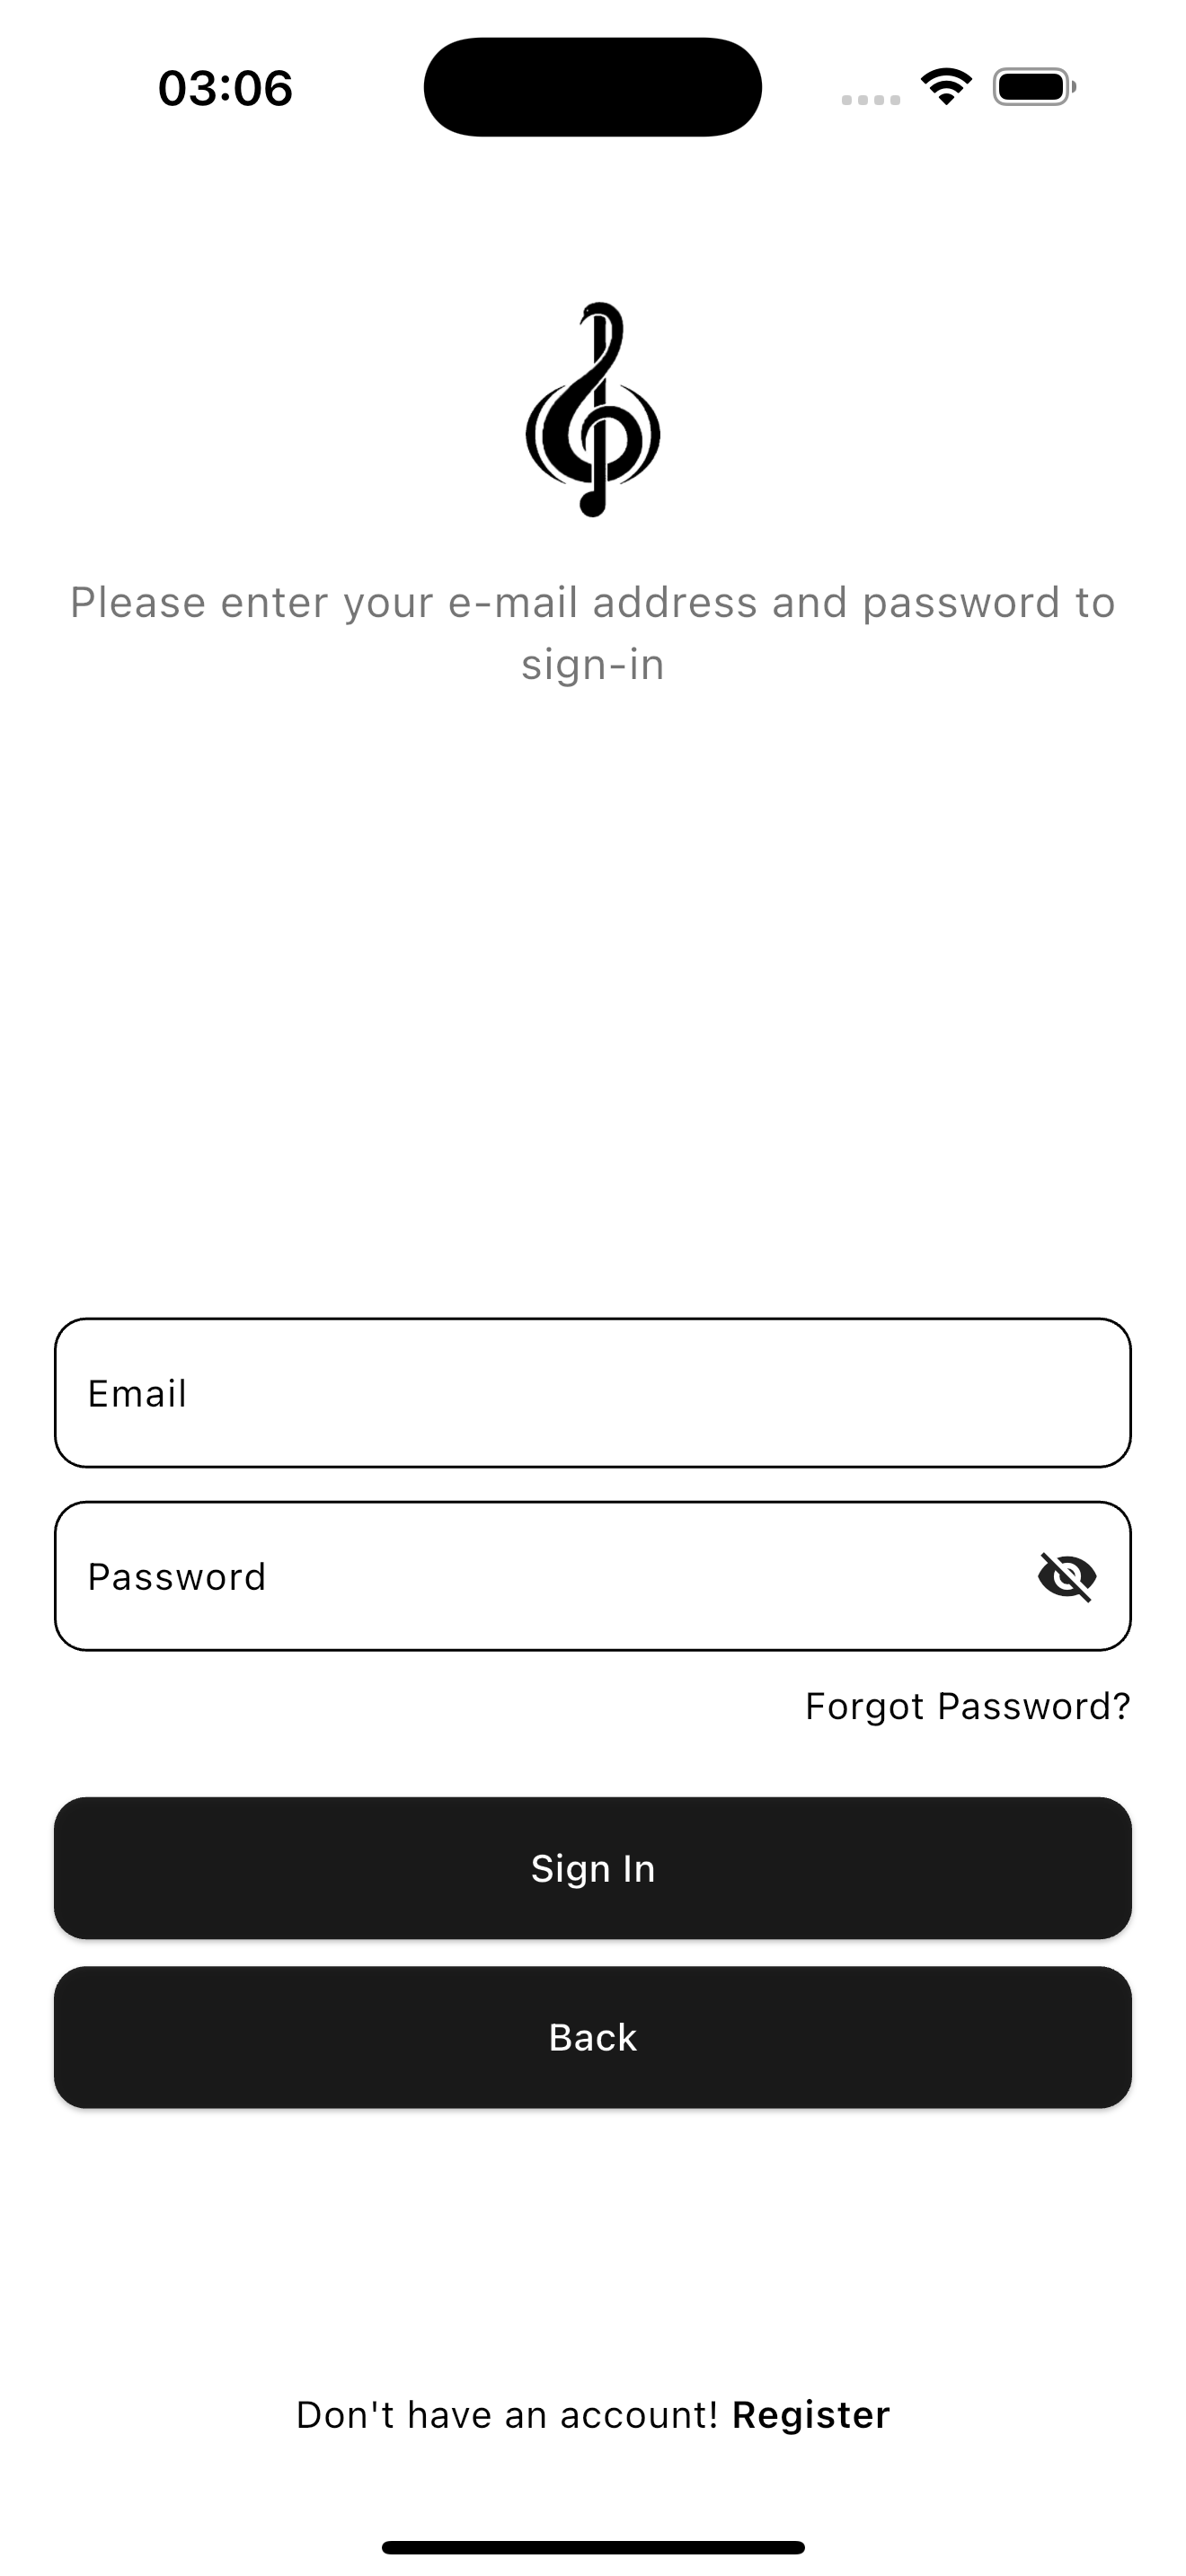 03:06
Please enter your e-mail address and password to
sign-in
Email
Password
Forgot Password?
Sign In
Back
Don't have an account! Register